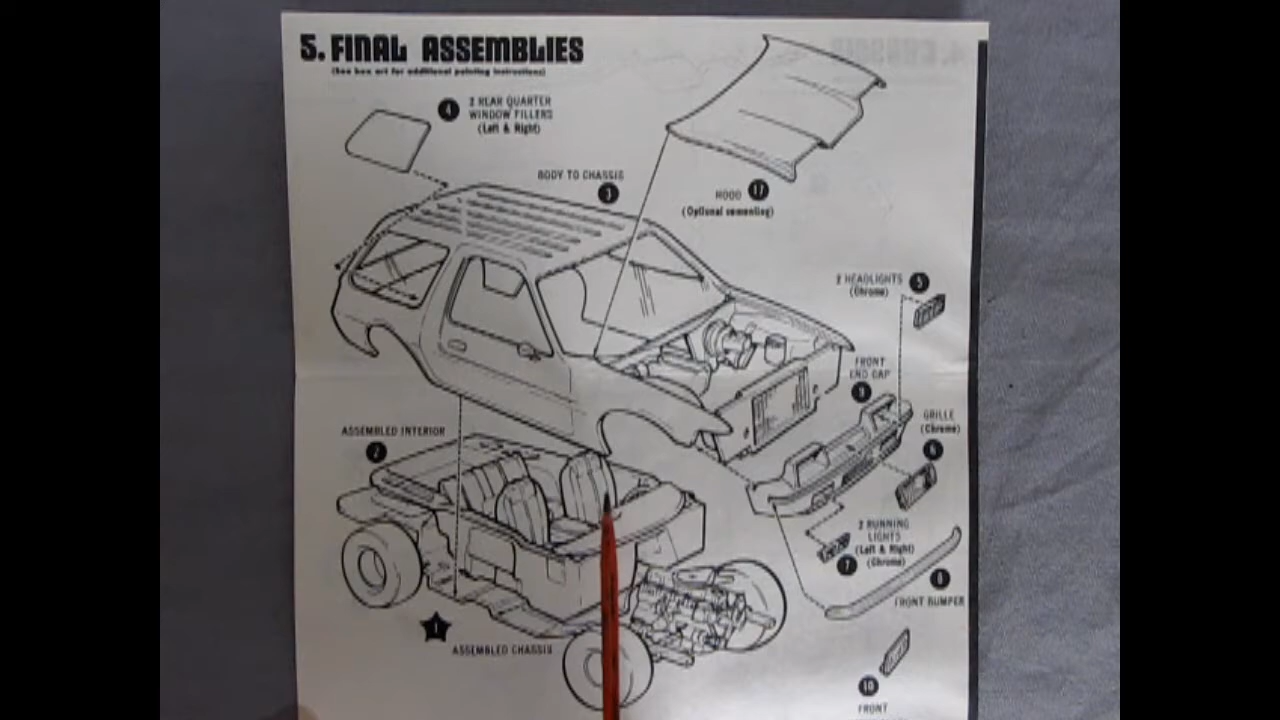 5. FINAL ASSEMBLIES
(See box art for additional painting instructions)
4
2 REAR QUARTER
WINDOW FILLERS
(Left & Right)
BODY TO CHASSIS
3
HOOD 17
(Optional cementing)
2 HEADLIGHTS
(Chrome)
5
FRONT
END CAP
9
GRILLE
(Chrome)
6
ASSEMBLED INTERIOR
2
2 RUNNING
LIGHTS
(Left & Right)
(Chrome)
7
8
FRONT BUMPER
1
ASSEMBLED CHASSIS
10
FRONT